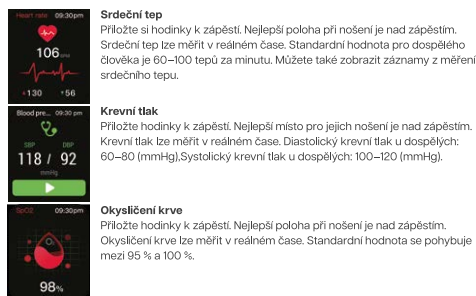 Heart rate 09:30pm
106
130 56
Srdeční tep
Přiložte si hodinky k zápěstí. Nejlepší poloha při nošení je nad zápěstím.
Srdeční tep lze měřit v reálném čase. Standardní hodnota pro dospělého
člověka je 60–100 tepů za minutu. Můžete také zobrazit záznamy z měření
srdečního tepu.
Blood pre... 09:30 pm
SBP DBP
118 / 92
mmHg
Krevní tlak
Přiložte hodinky k zápěstí. Nejlepší místo pro jejich nošení je nad zápěstím.
Krevní tlak lze měřit v reálném čase. Diastolický krevní tlak u dospělých:
60–80 (mmHg),Systolický krevní tlak u dospělých: 100–120 (mmHg).
SpO2 09:30pm
O₂
98%
Okysličení krve
Přiložte hodinky k zápěstí. Nejlepší poloha při nošení je nad zápěstím.
Okysličení krve lze měřit v reálném čase. Standardní hodnota se pohybuje
mezi 95 % a 100 %.